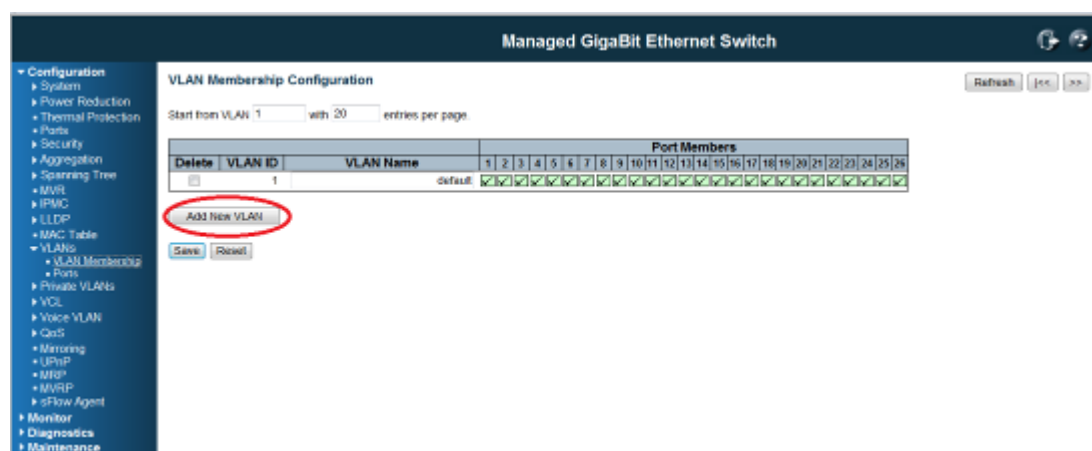 Managed GigaBit Ethernet Switch
Configuration
System
Power Reduction
Thermal Protection
Ports
Security
Aggregation
Spanning Tree
MVR
IPMC
LLDP
MAC Table
VLANs
VLAN Membership
Ports
Private VLANs
VCL
Voice VLAN
QoS
Mirroring
UPnP
MRP
MVRP
sFlow Agent
Monitor
Diagnostics
Maintenance
VLAN Membership Configuration
Refresh |<< >>
Start from VLAN 1 with 20 entries per page.
Port Members
Delete VLAN ID VLAN Name 1 2 3 4 5 6 7 8 9 10 11 12 13 14 15 16 17 18 19 20 21 22 23 24 25 26
1 default
Add New VLAN
Save Reset